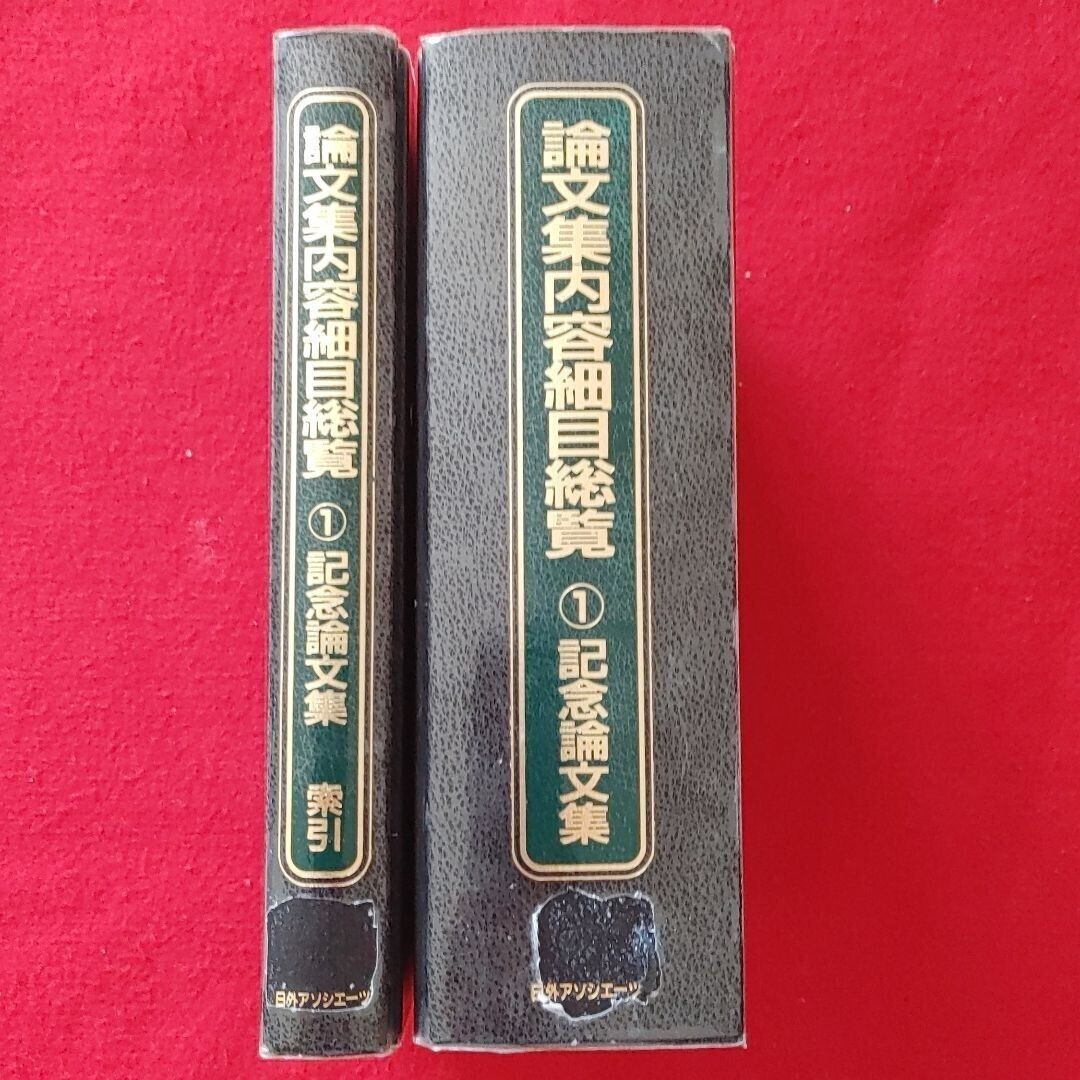 論文集内容細目総覧 ① 記念論文集 索引
日外アソシエーツ
論文集内容細目総覧 ① 記念論文集
日外アソシエーツ